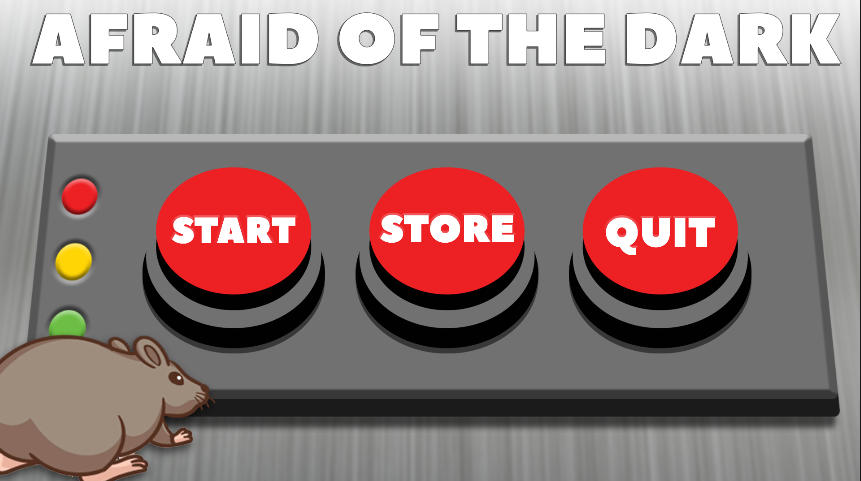 AFRAID OF THE DARK
START
STORE
QUIT